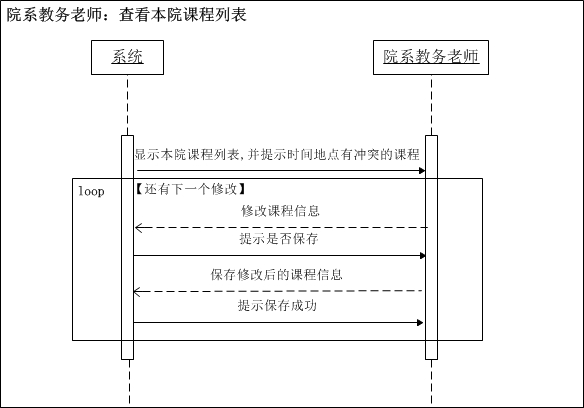 院系教务老师：查看本院课程列表
系统
院系教务老师
显示本院课程列表,并提示时间地点有冲突的课程
loop
【还有下一个修改】
修改课程信息
提示是否保存
保存修改后的课程信息
提示保存成功